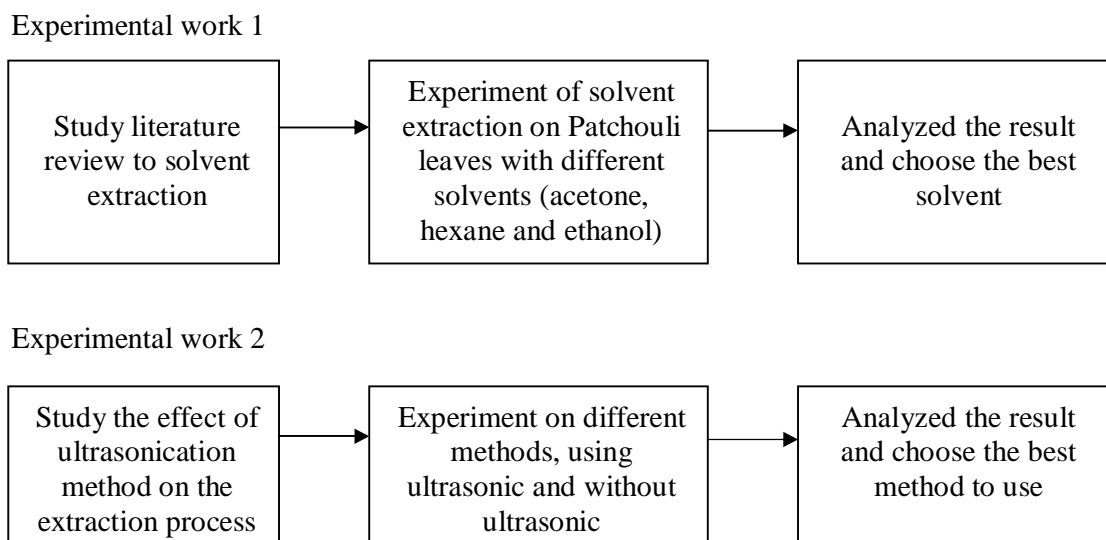 Experimental work 1
Study literature
review to solvent
extraction
Experiment of solvent
extraction on Patchouli
leaves with different
solvents (acetone,
hexane and ethanol)
Analyzed the result
and choose the best
solvent
Experimental work 2
Study the effect of
ultrasonication
method on the
extraction process
Experiment on different
methods, using
ultrasonic and without
ultrasonic
Analyzed the result
and choose the best
method to use